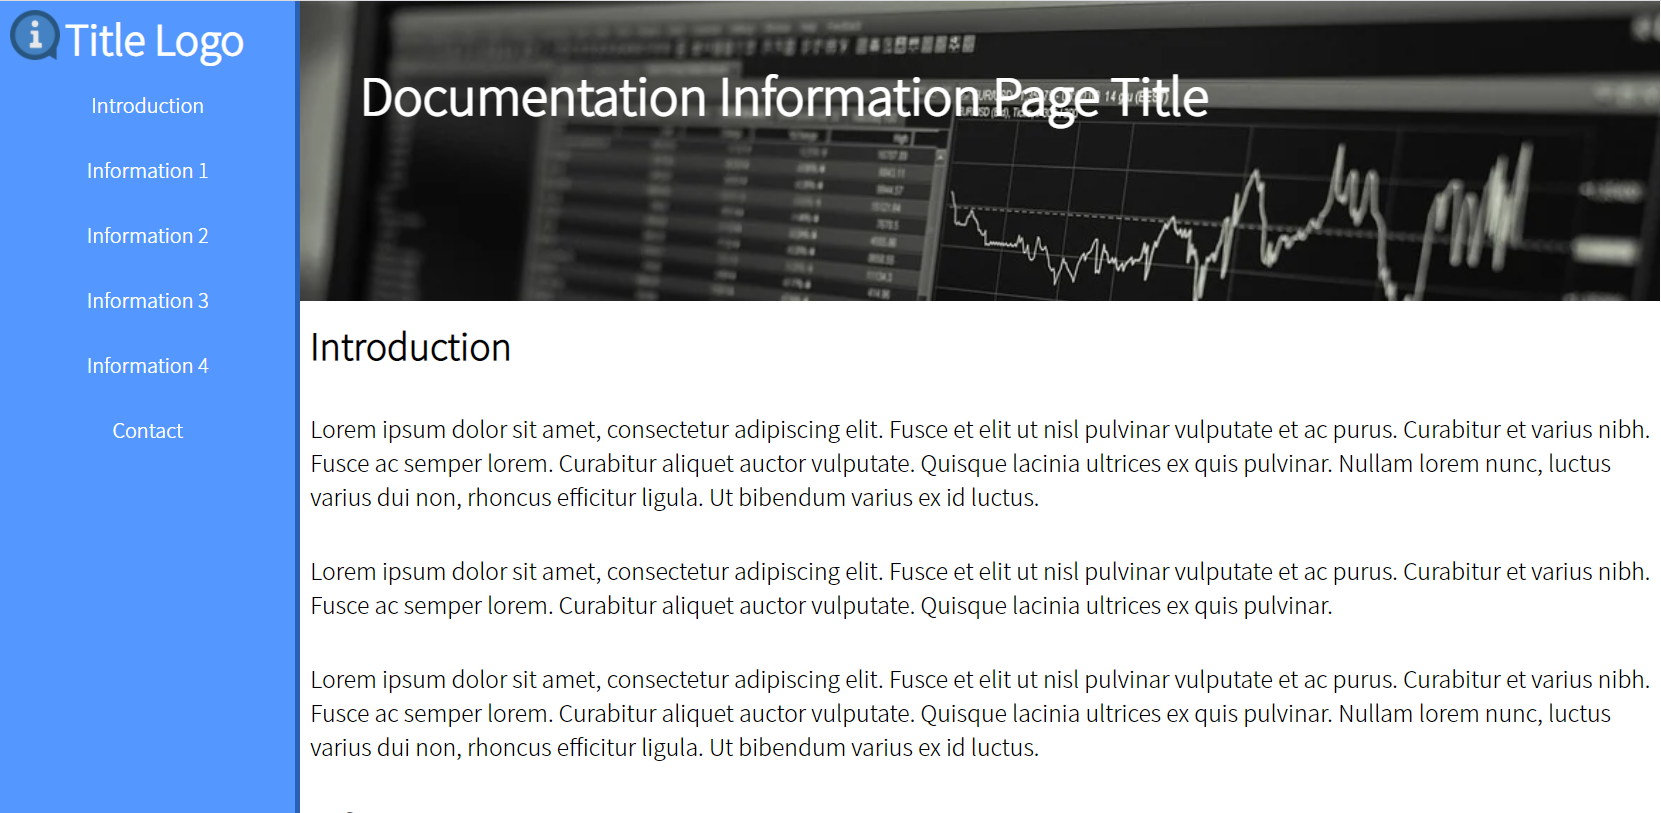 Title Logo
Introduction
Information 1
Information 2
Information 3
Information 4
Contact
Documentation Information Page Title
Introduction
Lorem ipsum dolor sit amet, consectetur adipiscing elit. Fusce et elit ut nisl pulvinar vulputate et ac purus. Curabitur et varius nibh.
Fusce ac semper lorem. Curabitur aliquet auctor vulputate. Quisque lacinia ultrices ex quis pulvinar. Nullam lorem nunc, luctus
varius dui non, rhoncus efficitur ligula. Ut bibendum varius ex id luctus.
Lorem ipsum dolor sit amet, consectetur adipiscing elit. Fusce et elit ut nisl pulvinar vulputate et ac purus. Curabitur et varius nibh.
Fusce ac semper lorem. Curabitur aliquet auctor vulputate. Quisque lacinia ultrices ex quis pulvinar.
Lorem ipsum dolor sit amet, consectetur adipiscing elit. Fusce et elit ut nisl pulvinar vulputate et ac purus. Curabitur et varius nibh.
Fusce ac semper lorem. Curabitur aliquet auctor vulputate. Quisque lacinia ultrices ex quis pulvinar. Nullam lorem nunc, luctus
varius dui non, rhoncus efficitur ligula. Ut bibendum varius ex id luctus.